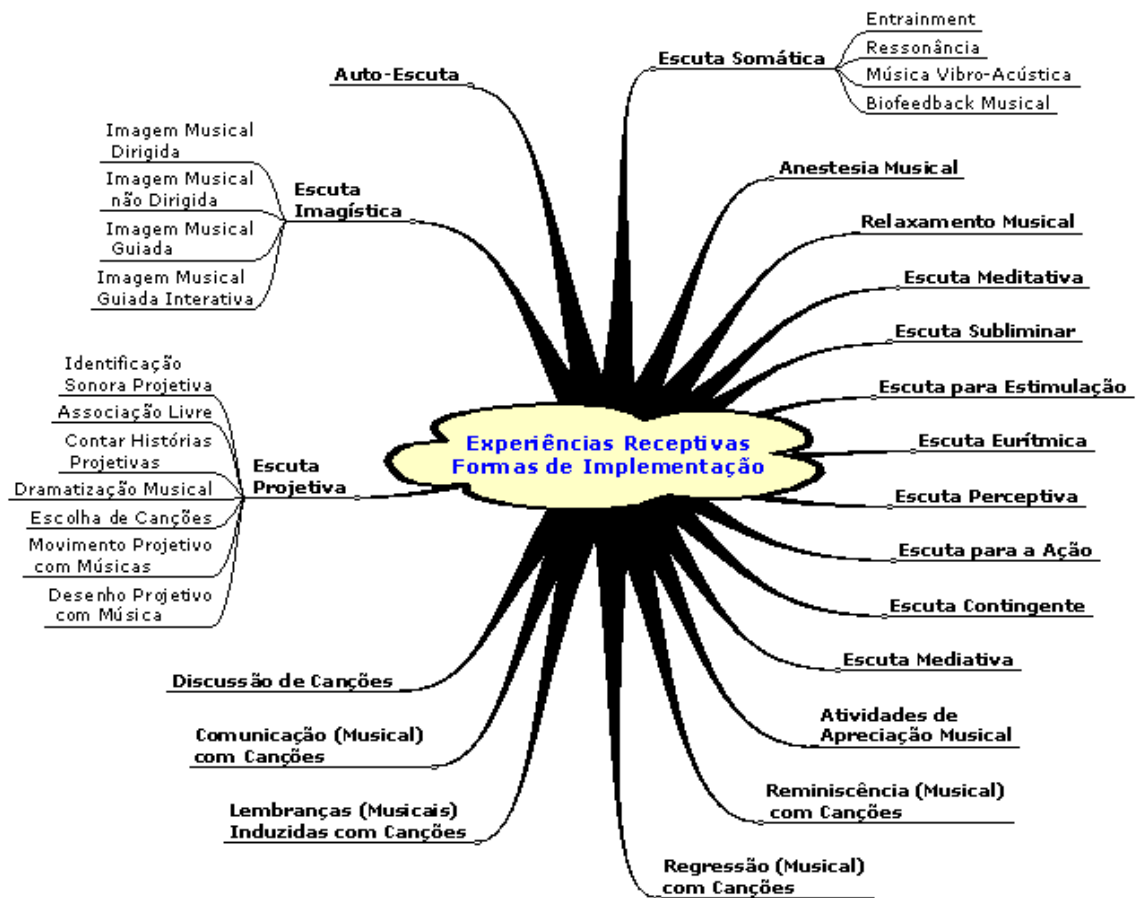 Experiências Receptivas
Formas de Implementação
Escuta Somática
Entrainment
Ressonância
Música Vibro-Acústica
Biofeedback Musical
Anestesia Musical
Relaxamento Musical
Escuta Meditativa
Escuta Subliminar
Escuta para Estimulação
Escuta Eurítmica
Escuta Perceptiva
Escuta para a Ação
Escuta Contingente
Escuta Mediativa
Atividades de
Apreciação Musical
Reminiscência (Musical)
com Canções
Regressão (Musical)
com Canções
Lembranças (Musicais)
Induzidas com Canções
Comunicação (Musical)
com Canções
Discussão de Canções
Escuta
Projetiva
Identificação
Sonora Projetiva
Associação Livre
Contar Histórias
Projetivas
Dramatização Musical
Escolha de Canções
Movimento Projetivo
com Músicas
Desenho Projetivo
com Música
Escuta
Imagística
Imagem Musical
Dirigida
Imagem Musical
não Dirigida
Imagem Musical
Guiada
Imagem Musical
Guiada Interativa
Auto-Escuta